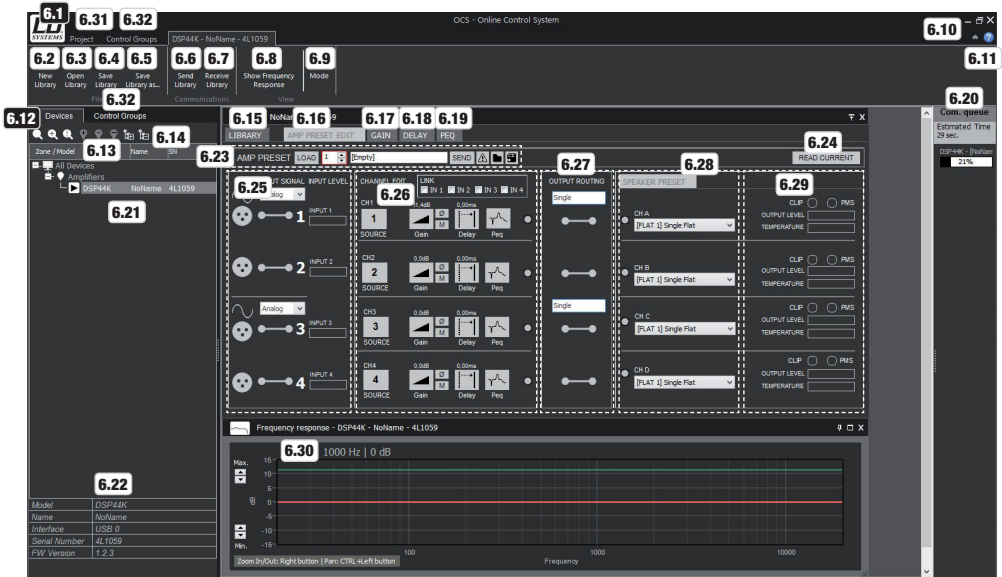 OCS - Online Control System
6.1
6.31
6.32
6.10
LD
SYSTEMS
Project
Control Groups
DSP44K - NoName - 4L1059
6.11
6.2
6.3
6.4
6.5
6.6
6.7
6.8
6.9
New Library
Open Library
Save Library
Save Library as...
Send Library
Receive Library
Show Frequency Response
Mode
6.32
Communications
View
6.12
Devices
Control Groups
6.13
6.14
Zone / Model
Name
SN
All Devices
Amplifiers
DSP44K NoName 4L1059
6.21
6.22
Model DSP44K
Name NoName
Interface USB 0
Serial Number 4L1059
FW Version 1.2.3
6.15
6.16
6.17
6.18
6.19
LIBRARY
AMP PRESET EDIT
GAIN
DELAY
PEQ
6.20
Com. queue
Estimated Time
29 sec.
21%
6.23
AMP PRESET
LOAD
1
[Empty]
SEND
6.24
READ CURRENT
6.25
INPUT LEVEL
Analog
1
INPUT 1
2
INPUT 2
Analog
3
INPUT 3
4
INPUT 4
6.26
CHANNEL EDIT
LINK
IN 1
IN 2
IN 3
IN 4
CH1
0,00ms
1
Ø
M
SOURCE
Gain
Delay
Peq
CH2
0,0dB
0,00ms
2
Ø
M
SOURCE
Gain
Delay
Peq
CH3
0,0dB
0,00ms
3
Ø
M
SOURCE
Gain
Delay
Peq
CH4
0,0dB
0,00ms
4
Ø
M
SOURCE
Gain
Delay
Peq
6.27
OUTPUT ROUTING
Single
Single
6.28
SPEAKER PRESET
CH A
[FLAT 1] Single Flat
CH B
[FLAT 1] Single Flat
CH C
[FLAT 1] Single Flat
CH D
[FLAT 1] Single Flat
6.29
CLIP
PMS
OUTPUT LEVEL
TEMPERATURE
CLIP
PMS
OUTPUT LEVEL
TEMPERATURE
CLIP
PMS
OUTPUT LEVEL
TEMPERATURE
CLIP
PMS
OUTPUT LEVEL
TEMPERATURE
Frequency response - DSP44K - NoName - 4L1059
6.30
1000 Hz | 0 dB
Max.
15
10
5
dB
0
-5
-10
-15
Min.
100
1000
10000
Frequency
Zoom In/Out: Right button | Pan: CTRL+Left button